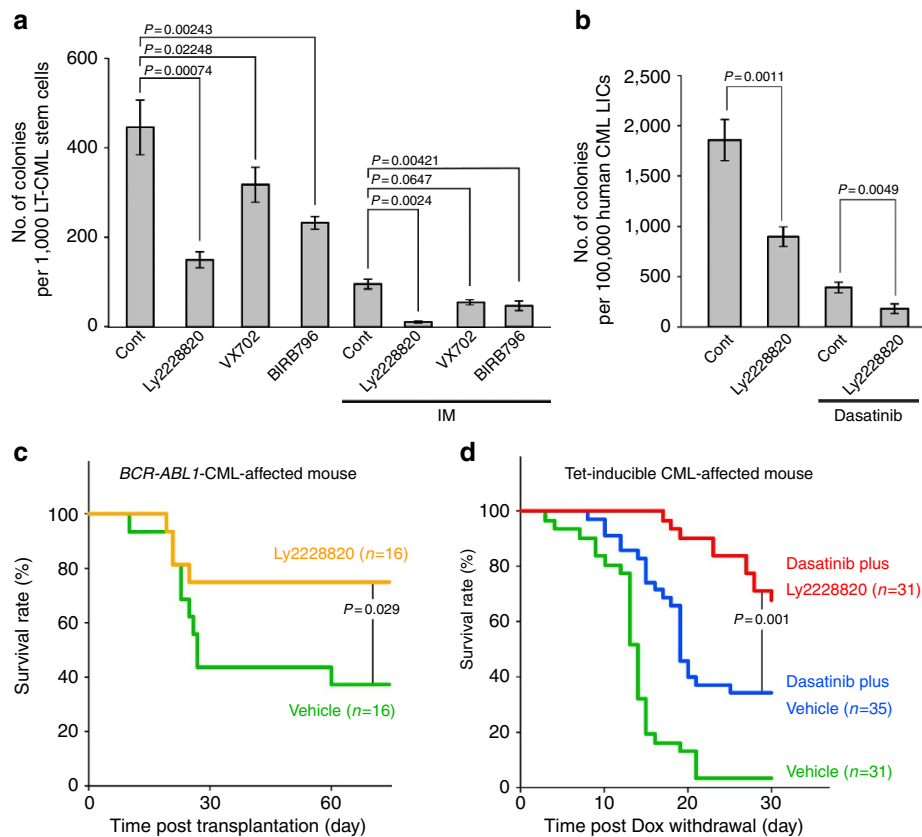 a
No. of colonies
per 1,000 LT-CML stem cells
600
400
200
0
P=0.00243
P=0.02248
P=0.00074
P=0.00421
P=0.0647
P=0.0024
Cont
Ly2228820
VX702
BIRB796
Cont
Ly2228820
VX702
BIRB796
IM
b
No. of colonies
per 100,000 human CML LICs
2,500
2,000
1,500
1,000
500
0
P=0.0011
P=0.0049
Cont
Ly2228820
Cont
Ly2228820
Dasatinib
c
BCR-ABL1-CML-affected mouse
Survival rate (%)
100
80
60
40
20
0
Ly2228820 (n=16)
P=0.029
Vehicle (n=16)
0
30
60
Time post transplantation (day)
d
Tet-inducible CML-affected mouse
Survival rate (%)
100
80
60
40
20
0
Dasatinib plus
Ly2228820 (n=31)
P=0.001
Dasatinib plus
Vehicle (n=35)
Vehicle (n=31)
0
10
20
30
Time post Dox withdrawal (day)